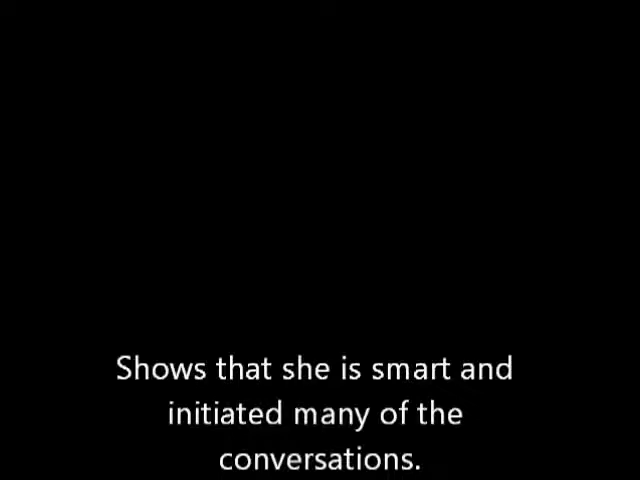 Shows that she is smart and
initiated many of the
conversations.